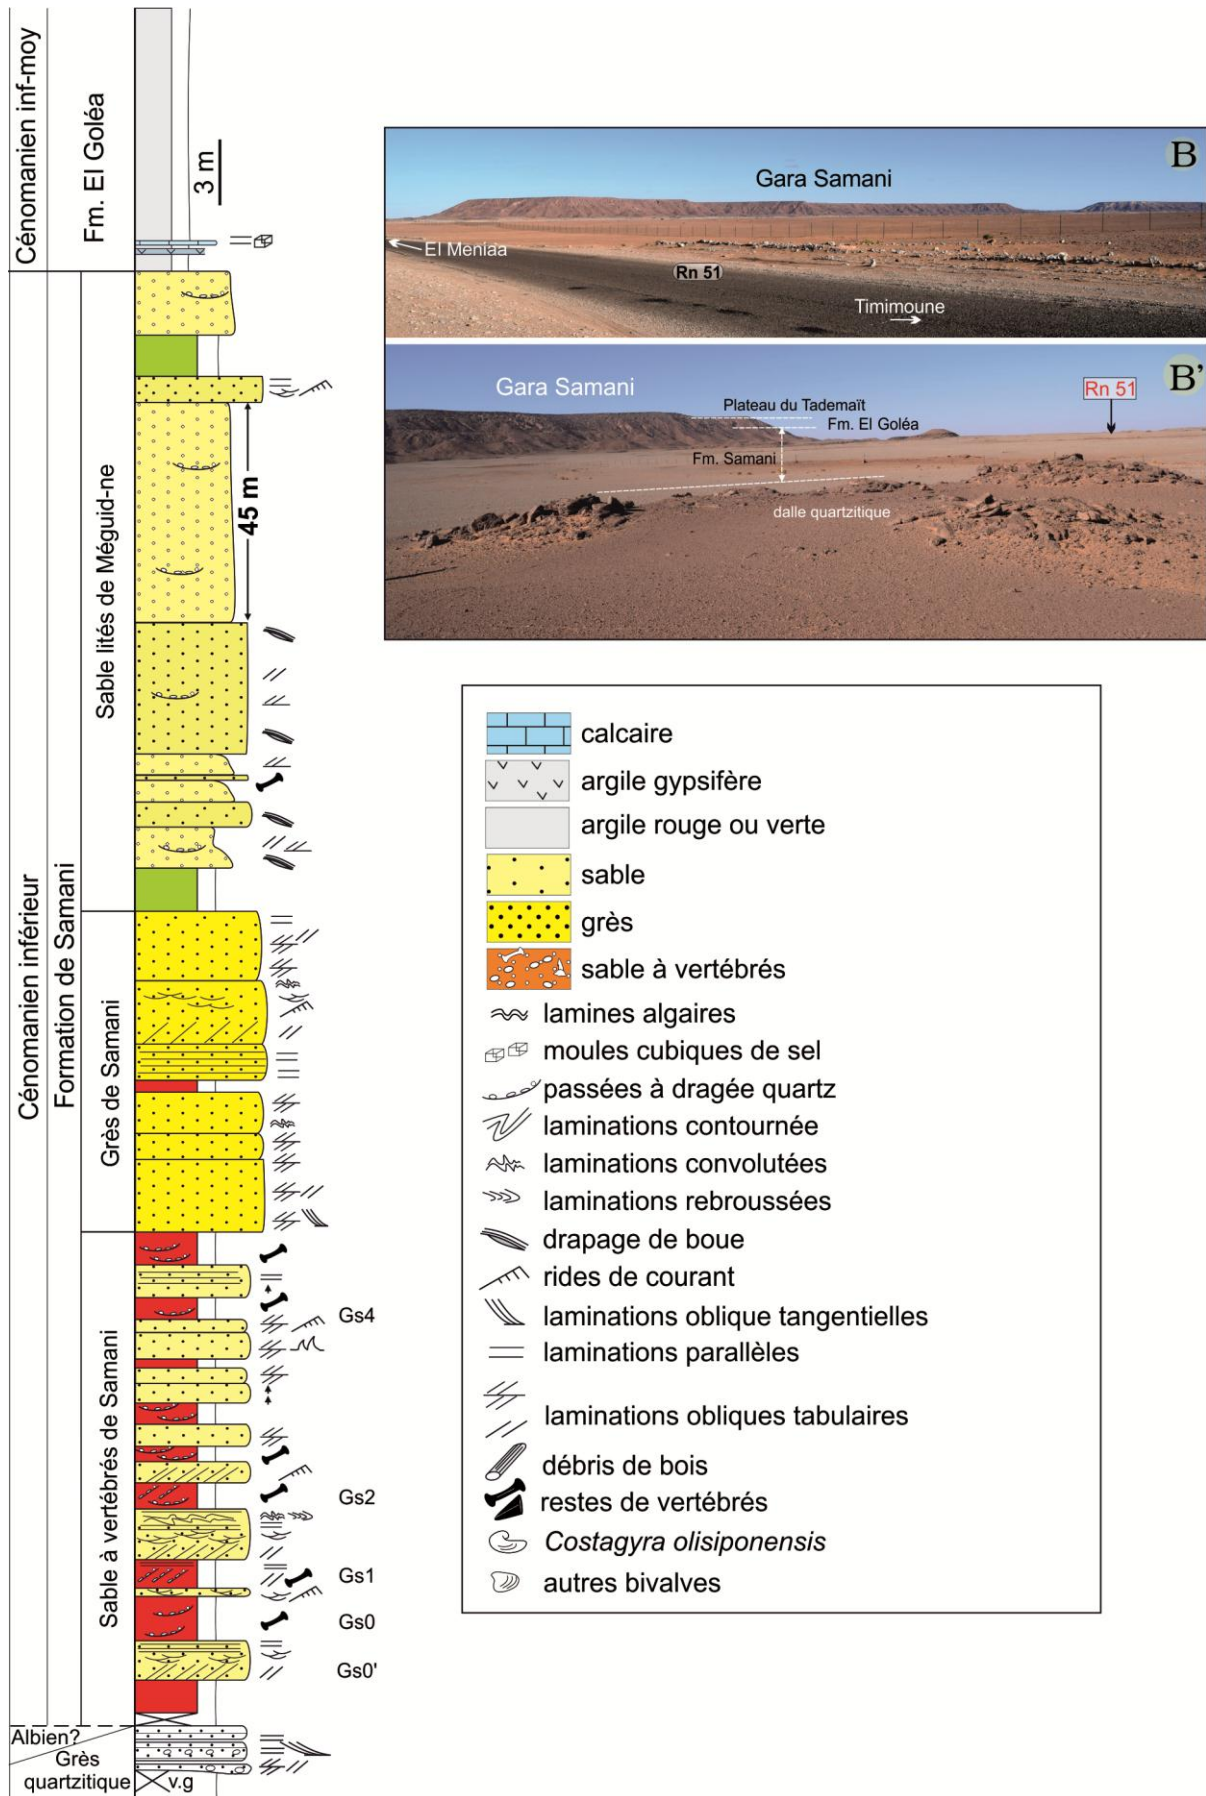 Cénomanien inf-moy
Fm. El Goléa
3 m
Cénomanien inférieur
Formation de Samani
Sable lités de Méguid-ne
45 m
Grès de Samani
Sable à vertébrés de Samani
Gs4
Gs2
Gs1
Gs0
Gs0'
Albien?
Grès
quartzitique
v.g
B
Gara Samani
El Meniaa
Rn 51
Timimoune
B'
Gara Samani
Rn 51
Plateau du Tademaït
Fm. El Goléa
Fm. Samani
dalle quartzitique
calcaire
argile gypsifère
argile rouge ou verte
sable
grès
sable à vertébrés
lamines algaires
moules cubiques de sel
passées à dragée quartz
laminations contournée
laminations convolutées
laminations rebroussées
drapage de boue
rides de courant
laminations oblique tangentielles
laminations parallèles
laminations obliques tabulaires
débris de bois
restes de vertébrés
Costagyra olisiponensis
autres bivalves